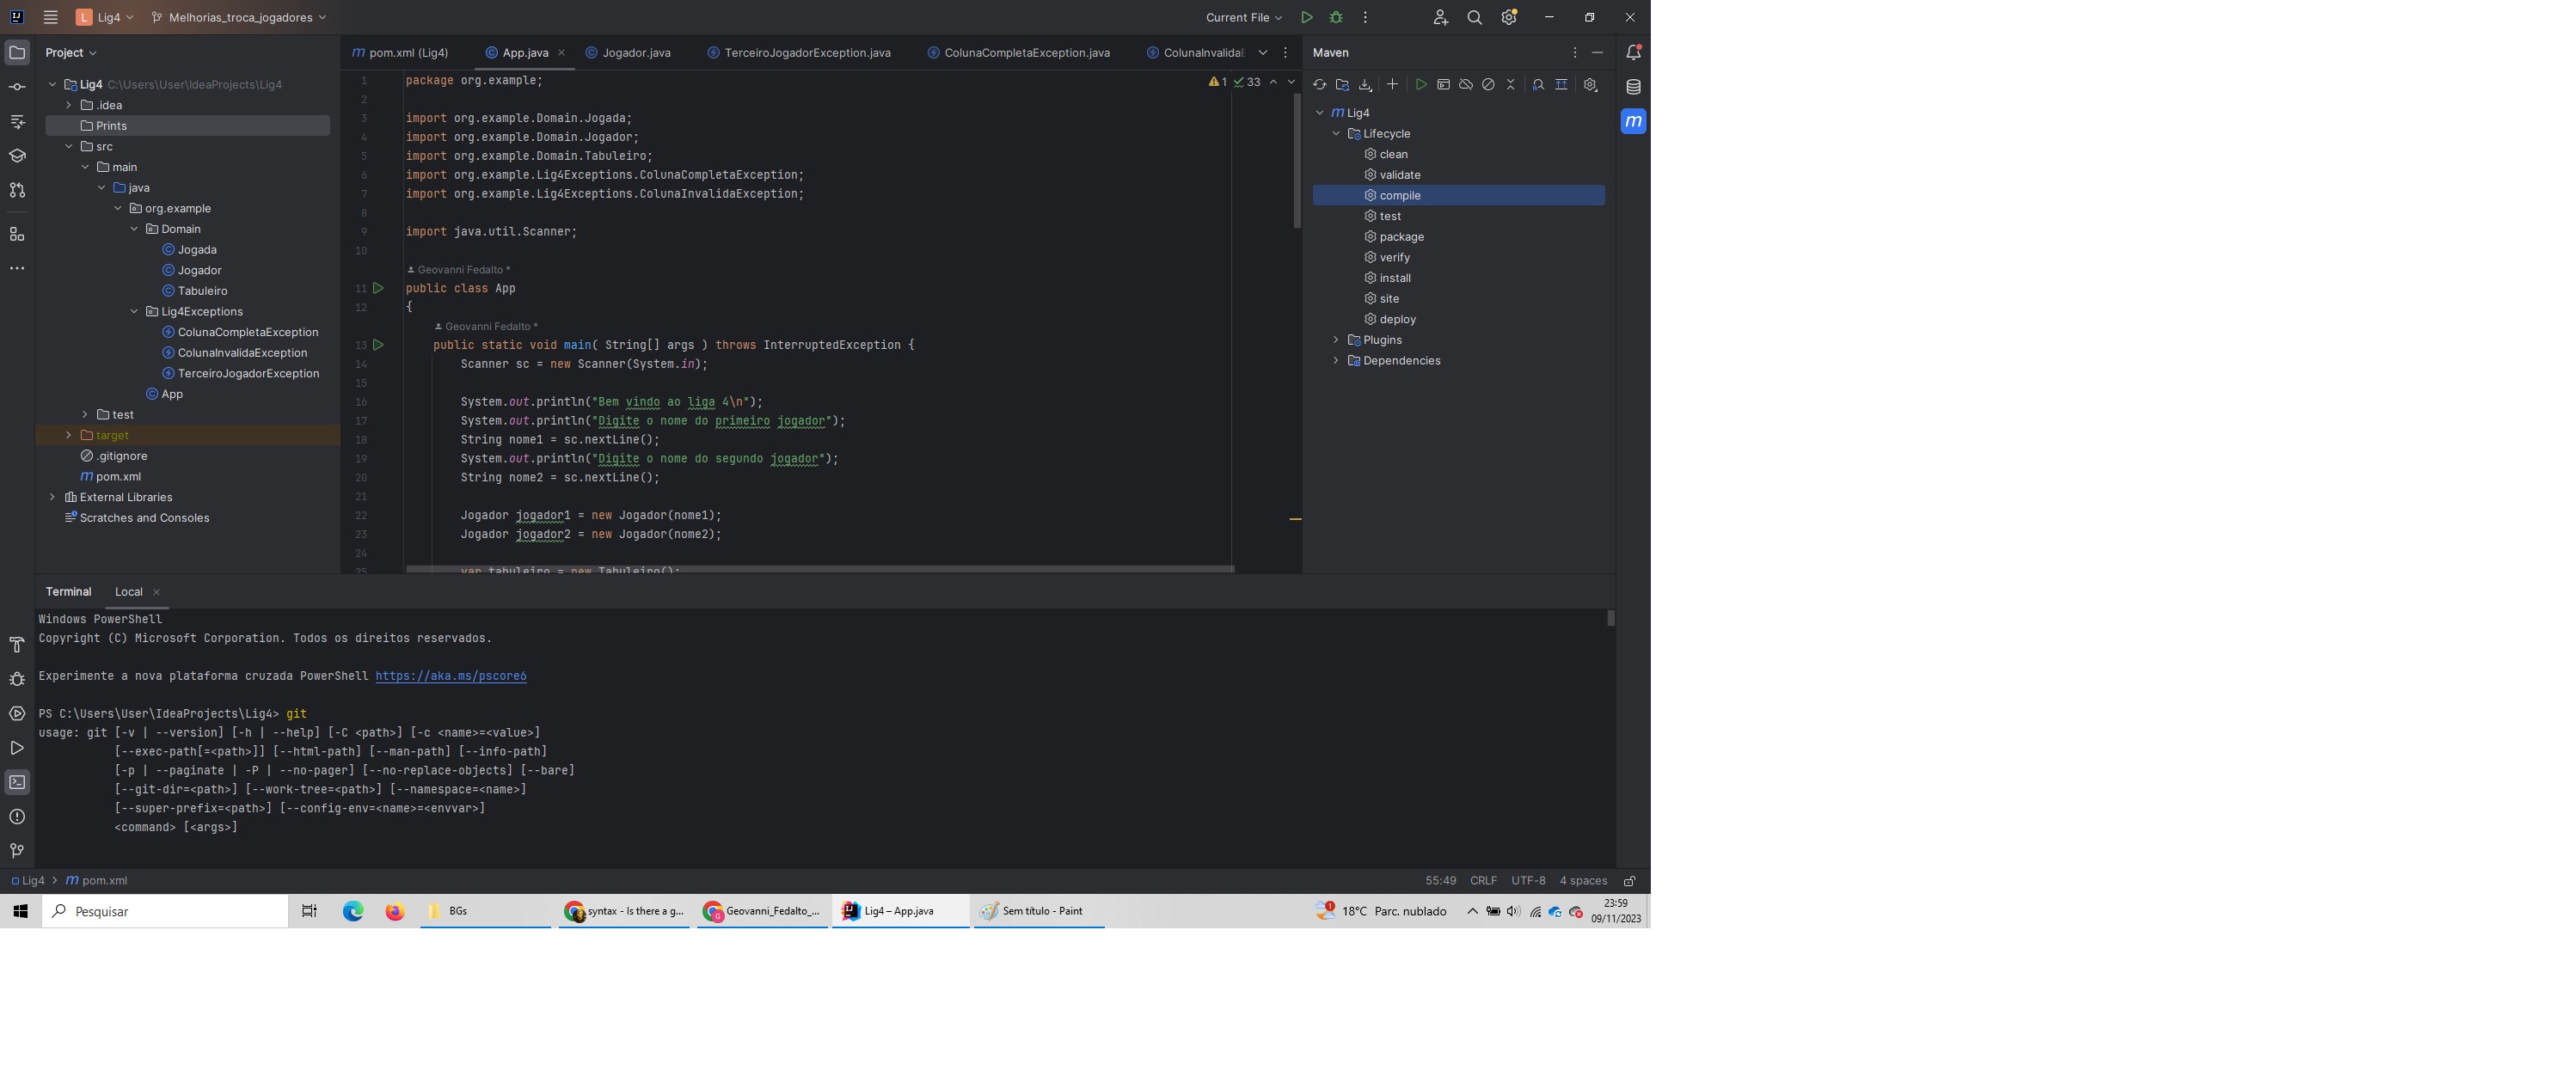 Lig4
Melhorias_troca_jogadores
Current File
Project
pom.xml (Lig4)
App.java
Jogador.java
TerceiroJogadorException.java
ColunaCompletaException.java
ColunaInvalidaE
Maven
Lig4 C:\Users\User\IdeaProjects\Lig4
.idea
Prints
src
main
java
org.example
Domain
Jogada
Jogador
Tabuleiro
Lig4Exceptions
ColunaCompletaException
ColunaInvalidaException
TerceiroJogadorException
App
test
target
.gitignore
pom.xml
External Libraries
Scratches and Consoles
1 package org.example;
1 33
2
3 import org.example.Domain.Jogada;
4 import org.example.Domain.Jogador;
5 import org.example.Domain.Tabuleiro;
6 import org.example.Lig4Exceptions.ColunaCompletaException;
7 import org.example.Lig4Exceptions.ColunaInvalidaException;
8
9 import java.util.Scanner;
10
Geovanni Fedalto *
11 public class App
12 {
Geovanni Fedalto *
13 public static void main( String[] args ) throws InterruptedException {
14 Scanner sc = new Scanner(System.in);
15
16 System.out.println("Bem vindo ao liga 4\n");
17 System.out.println("Digite o nome do primeiro jogador");
18 String nome1 = sc.nextLine();
19 System.out.println("Digite o nome do segundo jogador");
20 String nome2 = sc.nextLine();
21
22 Jogador jogador1 = new Jogador(nome1);
23 Jogador jogador2 = new Jogador(nome2);
24
25 var tabuleiro = new Tabuleiro();
Lig4
Lifecycle
clean
validate
compile
test
package
verify
install
site
deploy
Plugins
Dependencies
Terminal
Local
Windows PowerShell
Copyright (C) Microsoft Corporation. Todos os direitos reservados.
Experimente a nova plataforma cruzada PowerShell https://aka.ms/pscore6
PS C:\Users\User\IdeaProjects\Lig4> git
usage: git [-v | --version] [-h | --help] [-C <path>] [-c <name>=<value>]
[--exec-path[=<path>]] [--html-path] [--man-path] [--info-path]
[-p | --paginate | -P | --no-pager] [--no-replace-objects] [--bare]
[--git-dir=<path>] [--work-tree=<path>] [--namespace=<name>]
[--super-prefix=<path>] [--config-env=<name>=<envvar>]
<command> [<args>]
Lig4 > pom.xml
55:49 CRLF UTF-8 4 spaces
Pesquisar
BGs
syntax - Is there a g...
Geovanni_Fedalto_...
Lig4 – App.java
Sem título - Paint
18°C Parc. nublado
23:59
09/11/2023